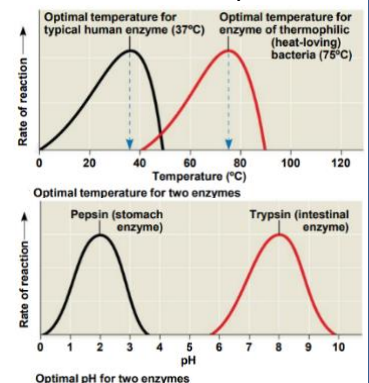 Optimal temperature for
typical human enzyme (37ºC)
Optimal temperature for
enzyme of thermophilic
(heat-loving)
bacteria (75ºC)
Rate of reaction
0 20 40 60 80 100 120
Temperature (ºC)
Optimal temperature for two enzymes
Pepsin (stomach
enzyme)
Trypsin (intestinal
enzyme)
Rate of reaction
0 1 2 3 4 5 6 7 8 9 10
pH
Optimal pH for two enzymes